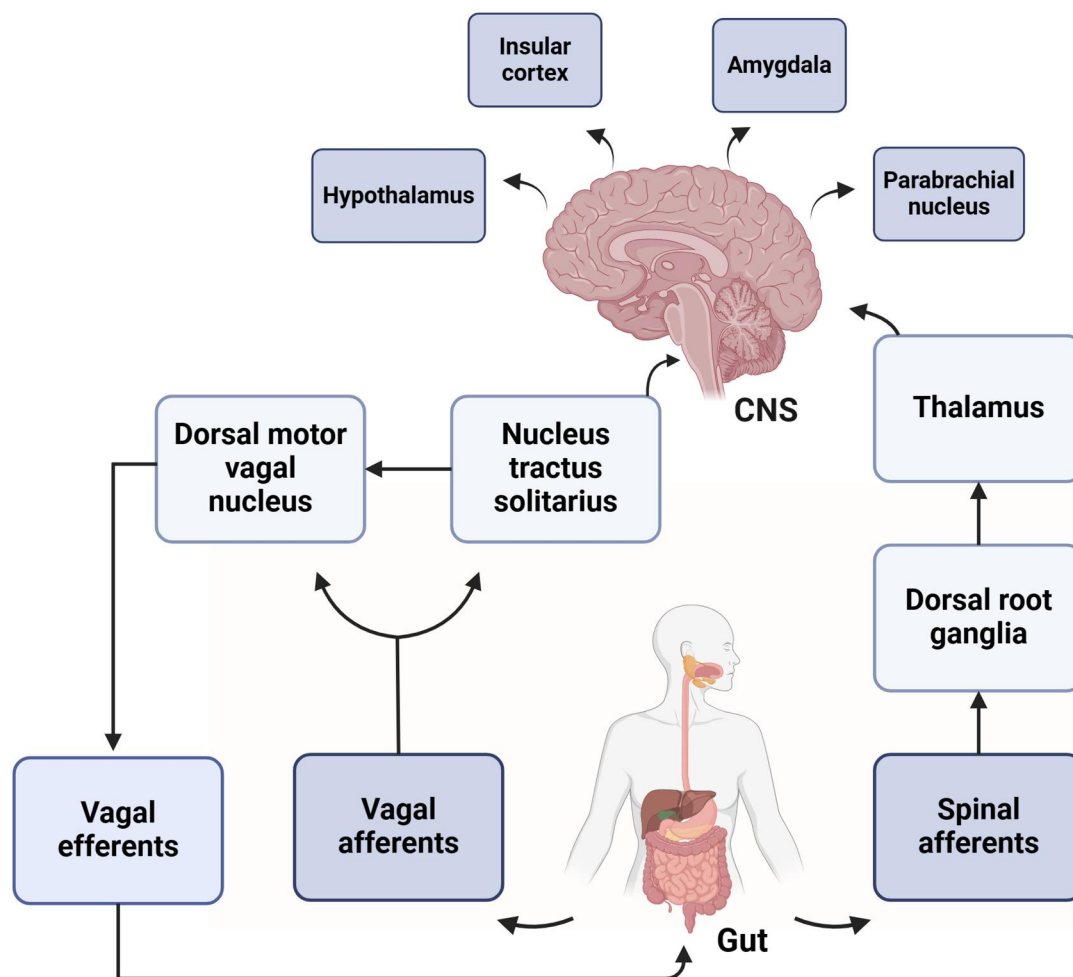 Insular
cortex
Amygdala
Hypothalamus
Parabrachial
nucleus
CNS
Thalamus
Dorsal motor
vagal
nucleus
Nucleus
tractus
solitarius
Dorsal root
ganglia
Vagal
efferents
Vagal
afferents
Spinal
afferents
Gut